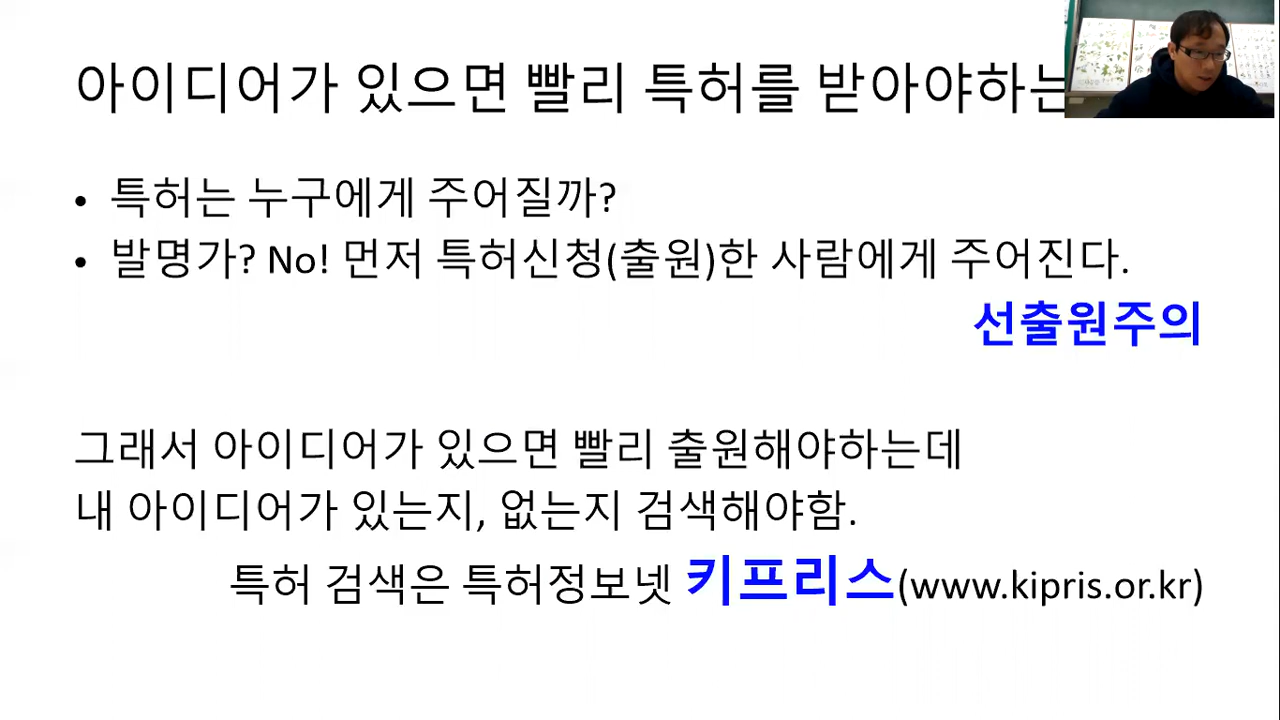 아이디어가 있으면 빨리 특허를 받아야하는
• 특허는 누구에게 주어질까?
• 발명가? No! 먼저 특허신청(출원)한 사람에게 주어진다.
선출원주의
그래서 아이디어가 있으면 빨리 출원해야하는데
내 아이디어가 있는지, 없는지 검색해야함.
특허 검색은 특허정보넷 키프리스(www.kipris.or.kr)